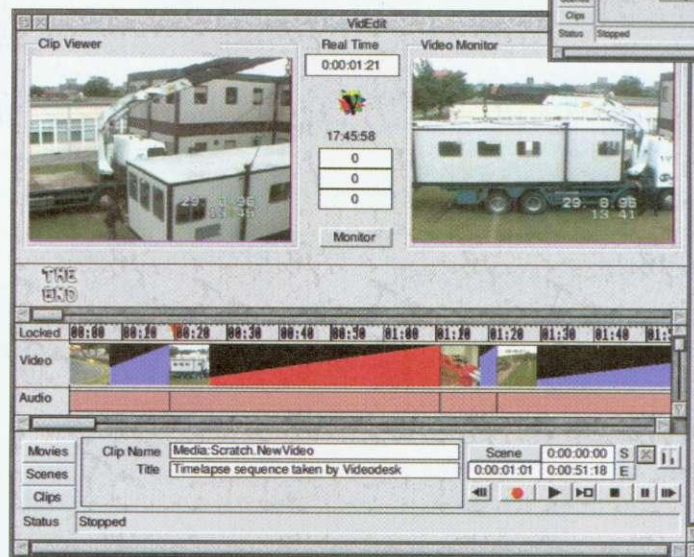 Clips
Status Stopped
VidEdit
Clip Viewer Real Time Video Monitor
0:00:01:21
17:45:58
0
0
0
Monitor
29. 8.96
13 45
29. 8.96
13 41
THE
END
Locked 00:00 00:10 00:20 00:30 00:40 00:50 01:00 01:10 01:20 01:30 01:40
Video
Audio
Movies Clip Name Media:Scratch.NewVideo Scene 0:00:00:00 S
Scenes Title Timelapse sequence taken by Videodesk 0:00:01:01 0:00:51:18 E
Clips
Status Stopped